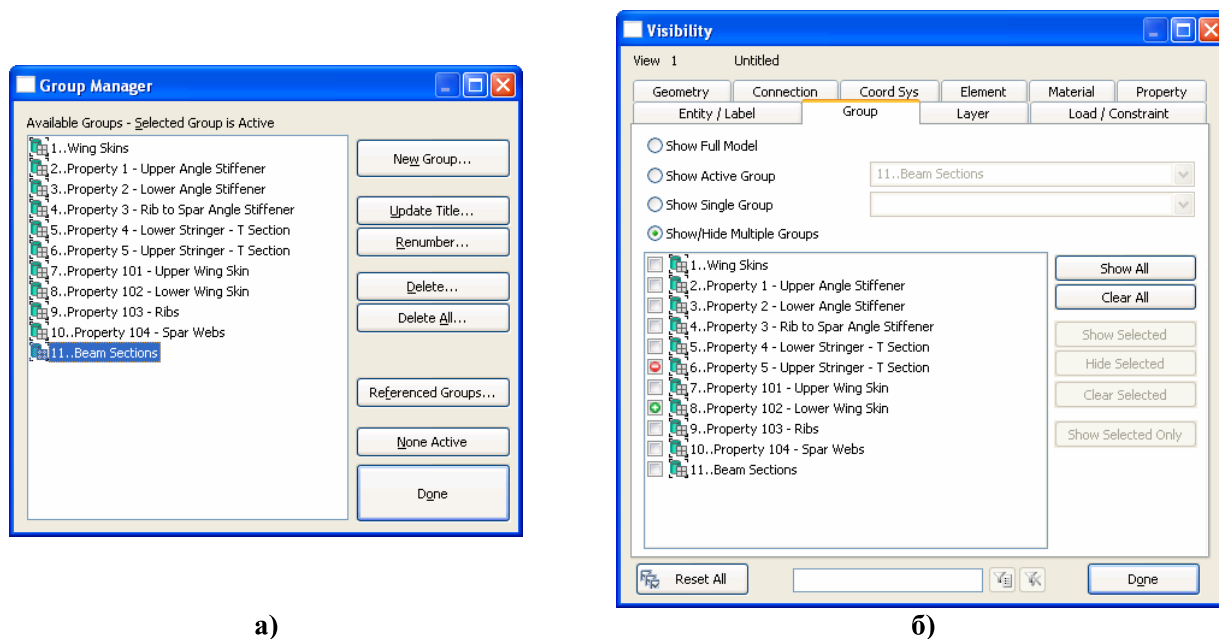 Group Manager
Available Groups - Selected Group is Active
1..Wing Skins
2..Property 1 - Upper Angle Stiffener
3..Property 2 - Lower Angle Stiffener
4..Property 3 - Rib to Spar Angle Stiffener
5..Property 4 - Lower Stringer - T Section
6..Property 5 - Upper Stringer - T Section
7..Property 101 - Upper Wing Skin
8..Property 102 - Lower Wing Skin
9..Property 103 - Ribs
10..Property 104 - Spar Webs
11..Beam Sections
New Group...
Update Title...
Renumber...
Delete...
Delete All...
Referenced Groups...
None Active
Done
а)
Visibility
View 1 Untitled
Geometry Connection Coord Sys Element Material Property
Entity / Label Group Layer Load / Constraint
Show Full Model
Show Active Group 11..Beam Sections
Show Single Group
Show/Hide Multiple Groups
1..Wing Skins
2..Property 1 - Upper Angle Stiffener
3..Property 2 - Lower Angle Stiffener
4..Property 3 - Rib to Spar Angle Stiffener
5..Property 4 - Lower Stringer - T Section
6..Property 5 - Upper Stringer - T Section
7..Property 101 - Upper Wing Skin
8..Property 102 - Lower Wing Skin
9..Property 103 - Ribs
10..Property 104 - Spar Webs
11..Beam Sections
Show All
Clear All
Show Selected
Hide Selected
Clear Selected
Show Selected Only
Reset All
Done
б)